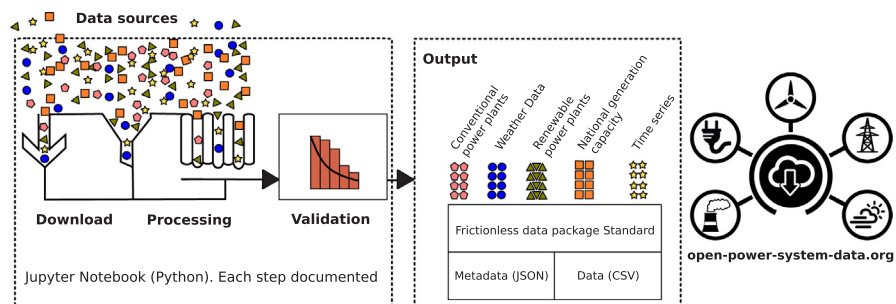 Data sources
Download
Processing
Validation
Jupyter Notebook (Python). Each step documented
Output
Conventional
power plants
Weather Data
Renewable
power plants
National generation
capacity
Time series
Frictionless data package Standard
Metadata (JSON)
Data (CSV)
open-power-system-data.org